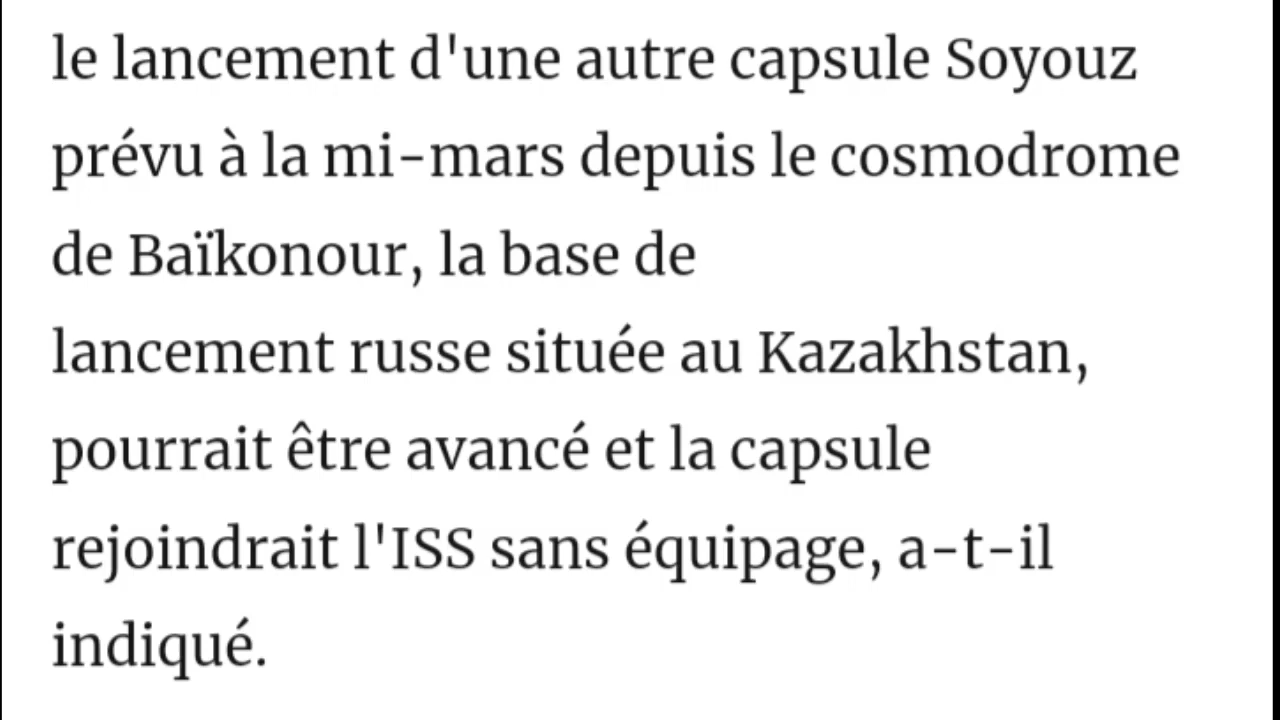 le lancement d'une autre capsule Soyouz
prévu à la mi-mars depuis le cosmodrome
de Baïkonour, la base de
lancement russe située au Kazakhstan,
pourrait être avancé et la capsule
rejoindrait l'ISS sans équipage, a-t-il
indiqué.